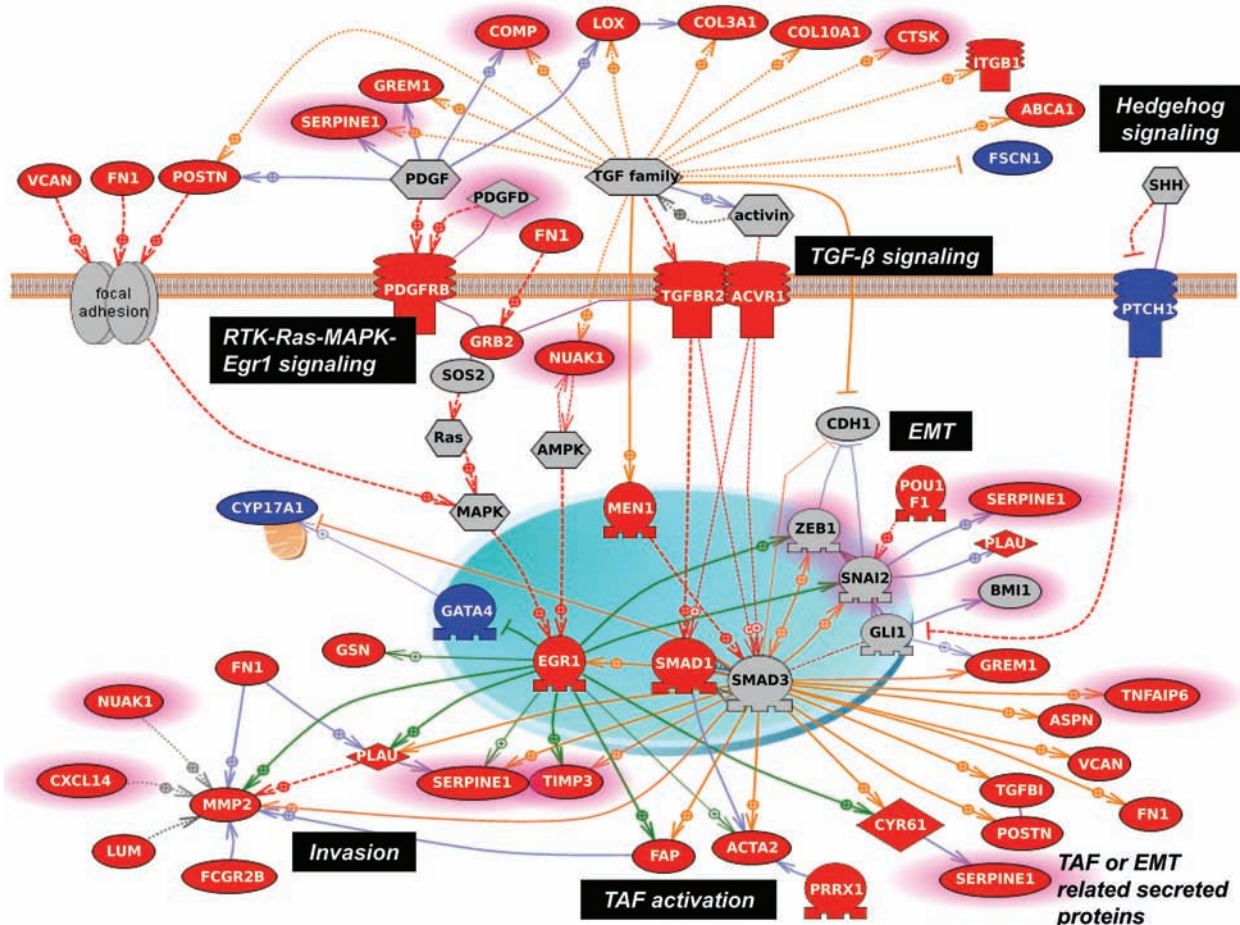 COMP
LOX
COL3A1
COL10A1
CTSK
ITGB1
GREM1
SERPINE1
ABCA1
Hedgehog
signaling
FSCN1
VCAN
FN1
POSTN
PDGF
PDGFD
TGF family
activin
SHH
FN1
TGF-β signaling
focal
adhesion
PDGFRB
TGFBR2
ACVR1
PTCH1
RTK-Ras-MAPK-
Egr1 signaling
GRB2
SOS2
NUAK1
Ras
AMPK
CDH1
EMT
CYP17A1
MAPK
MEN1
ZEB1
POU1
F1
SERPINE1
PLAU
SNAI2
BMI1
GATA4
GLI1
GSN
EGR1
SMAD1
SMAD3
GREM1
FN1
NUAK1
TNFAIP6
ASPN
PLAU
VCAN
CXCL14
SERPINE1
TIMP3
MMP2
TGFBI
FN1
LUM
CYR61
POSTN
Invasion
FAP
ACTA2
FCGR2B
SERPINE1
TAF activation
PRRX1
TAF or EMT
related secreted
proteins